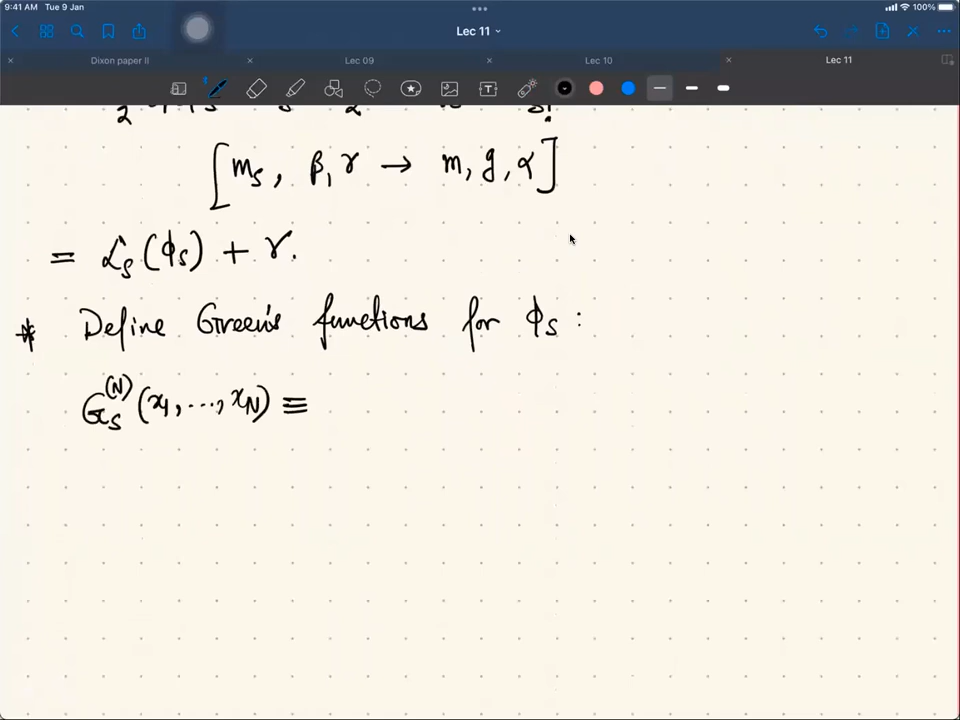 9:41 AM Tue 9 Jan
100%
Lec 11
Dixon paper II
Lec 09
Lec 10
Lec 11
[m_s, β, γ → m, g, α]
= ℒ_s(ϕ_s) + γ.
* Define Green's functions for ϕ_s :
G_s^(N)(x_1, ..., x_N) ≡